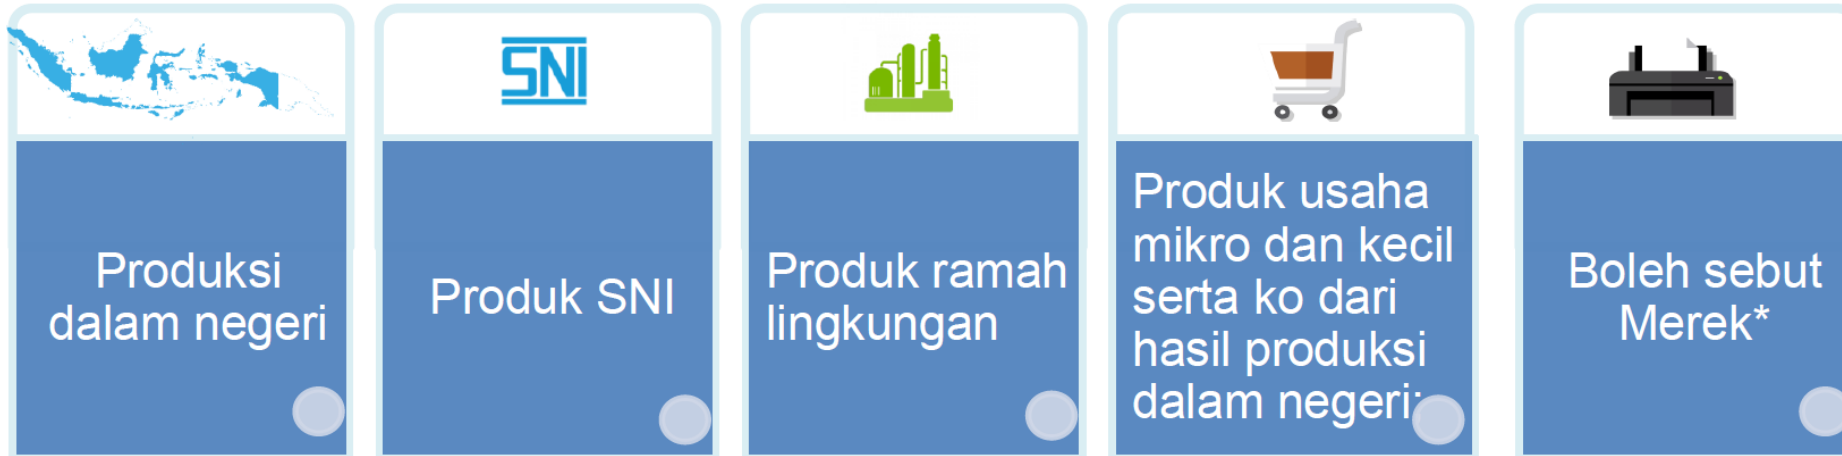 SNI
Produksi
dalam negeri
Produk SNI
Produk ramah
lingkungan
Produk usaha
mikro dan kecil
serta ko dari
hasil produksi
dalam negeri;
Boleh sebut
Merek*